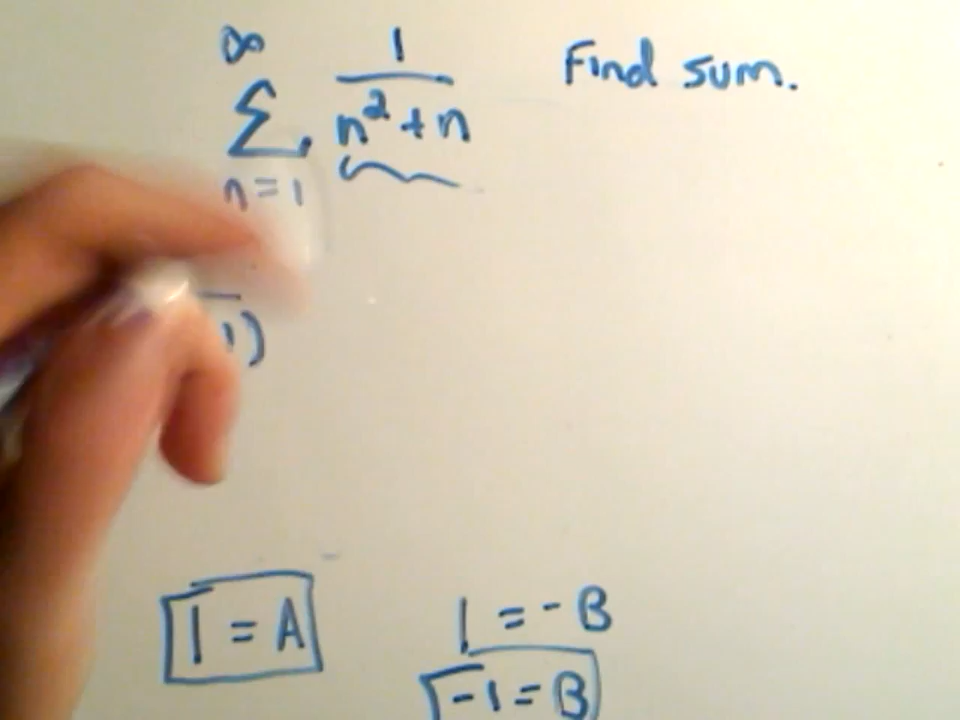 ∞ 1 Find sum.
Σ n² + n
n = 1
1)
1 = A 1 = - B
-1 = B